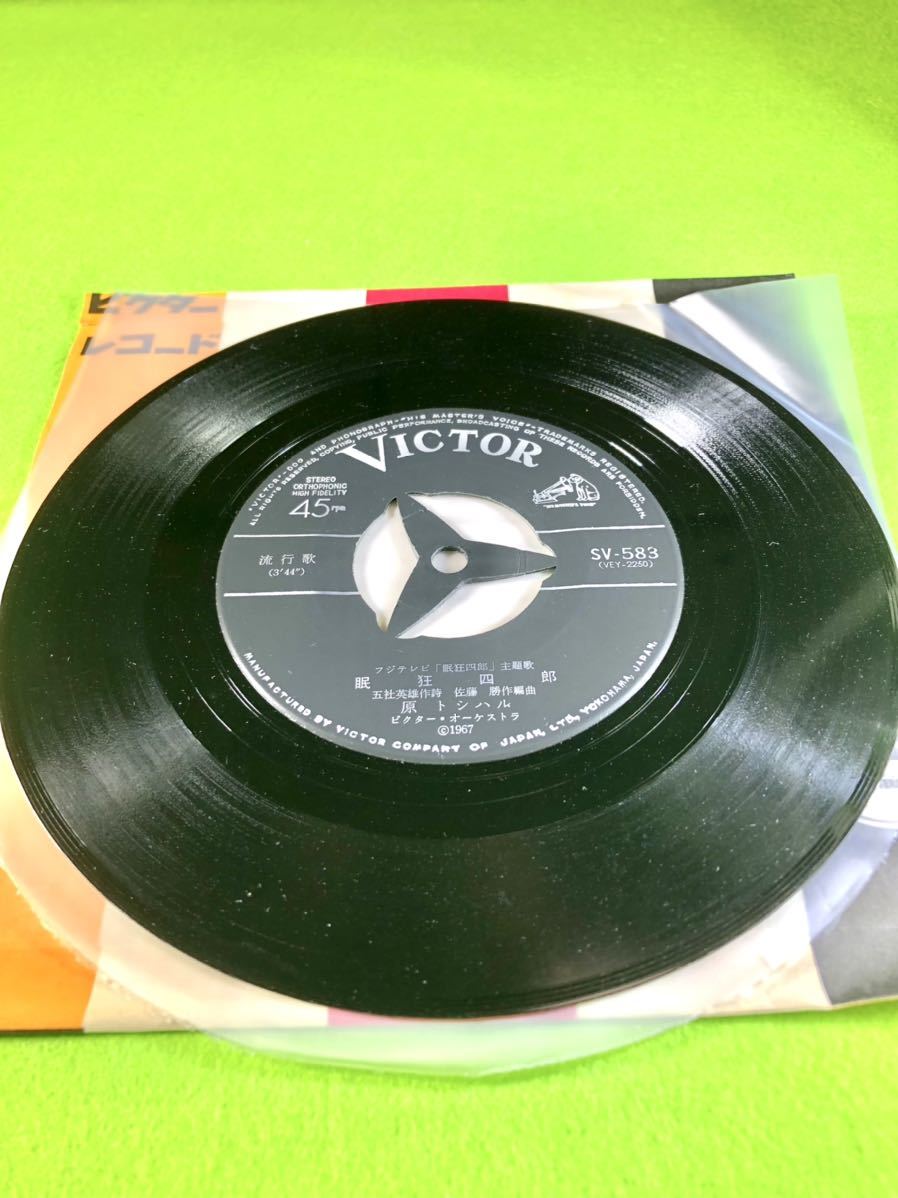 ビクター
レコード
"VICTOR"-DOG AND PHONOGRAPH-"HIS MASTER'S VOICE"-TRADEMARKS REGISTERED.
ALL RIGHTS RESERVED, COPYING, PUBLIC PERFORMANCE, BROADCASTING OF THESE RECORDS ARE FORBIDDEN.
VICTOR
STEREO
ORTHOPHONIC
HIGH FIDELITY
45rpm
"HIS MASTER'S VOICE"
流行歌
(3'44")
SV-583
(VEY-2250)
フジテレビ「眠狂四郎」主題歌
眠狂四郎
五社英雄作詩 佐藤 勝作編曲
原 トシハル
ビクター・オーケストラ
©1967
MANUFACTURED BY VICTOR COMPANY OF JAPAN, LTD., YOKOHAMA, JAPAN.